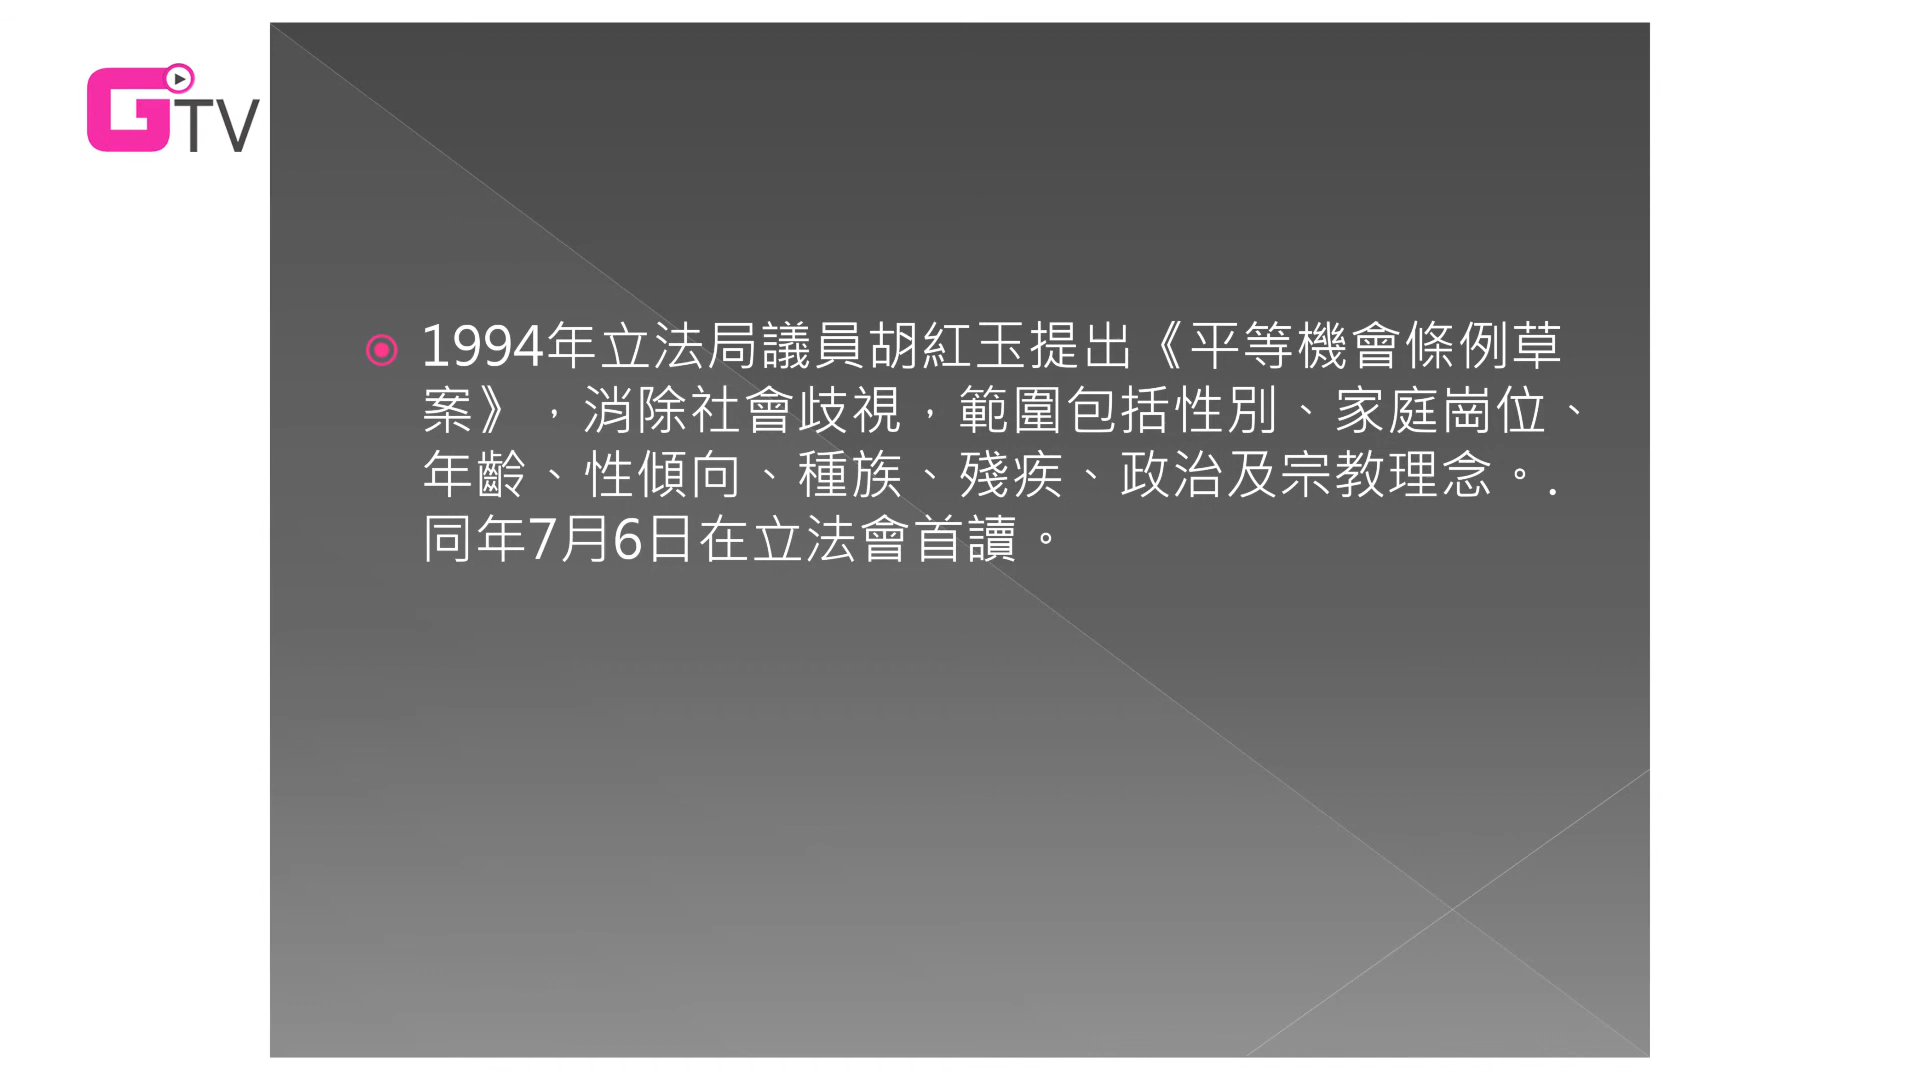 GTV
1994年立法局議員胡紅玉提出《平等機會條例草
案》，消除社會歧視，範圍包括性別、家庭崗位、
年齡、性傾向、種族、殘疾、政治及宗教理念。.
同年7月6日在立法會首讀。